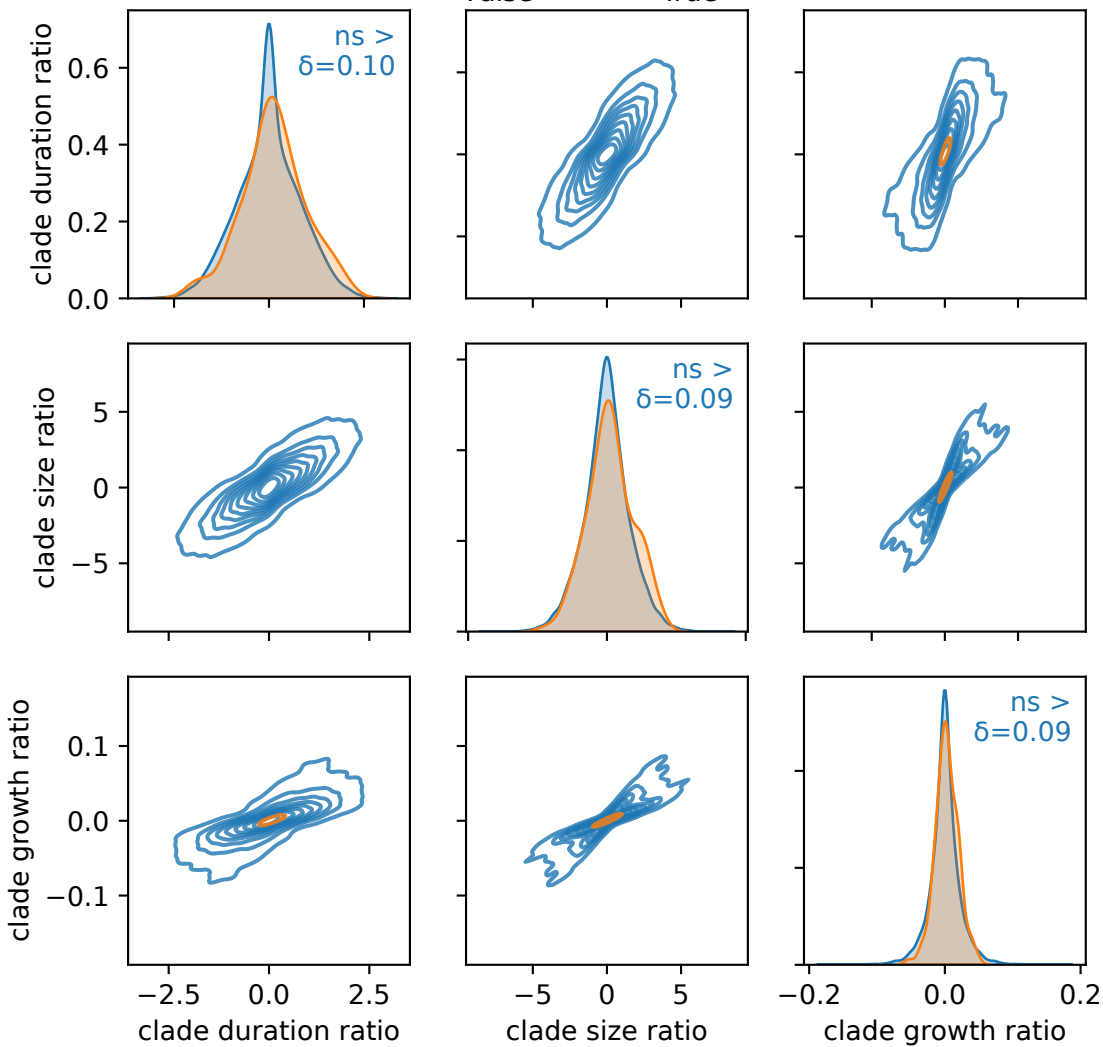 clade duration ratio
0.6
0.4
0.2
0.0
ns >
δ=0.10
clade size ratio
5
0
−5
ns >
δ=0.09
clade growth ratio
0.1
0.0
−0.1
ns >
δ=0.09
−2.5 0.0 2.5
−5 0 5
−0.2 0.0 0.2
clade duration ratio
clade size ratio
clade growth ratio